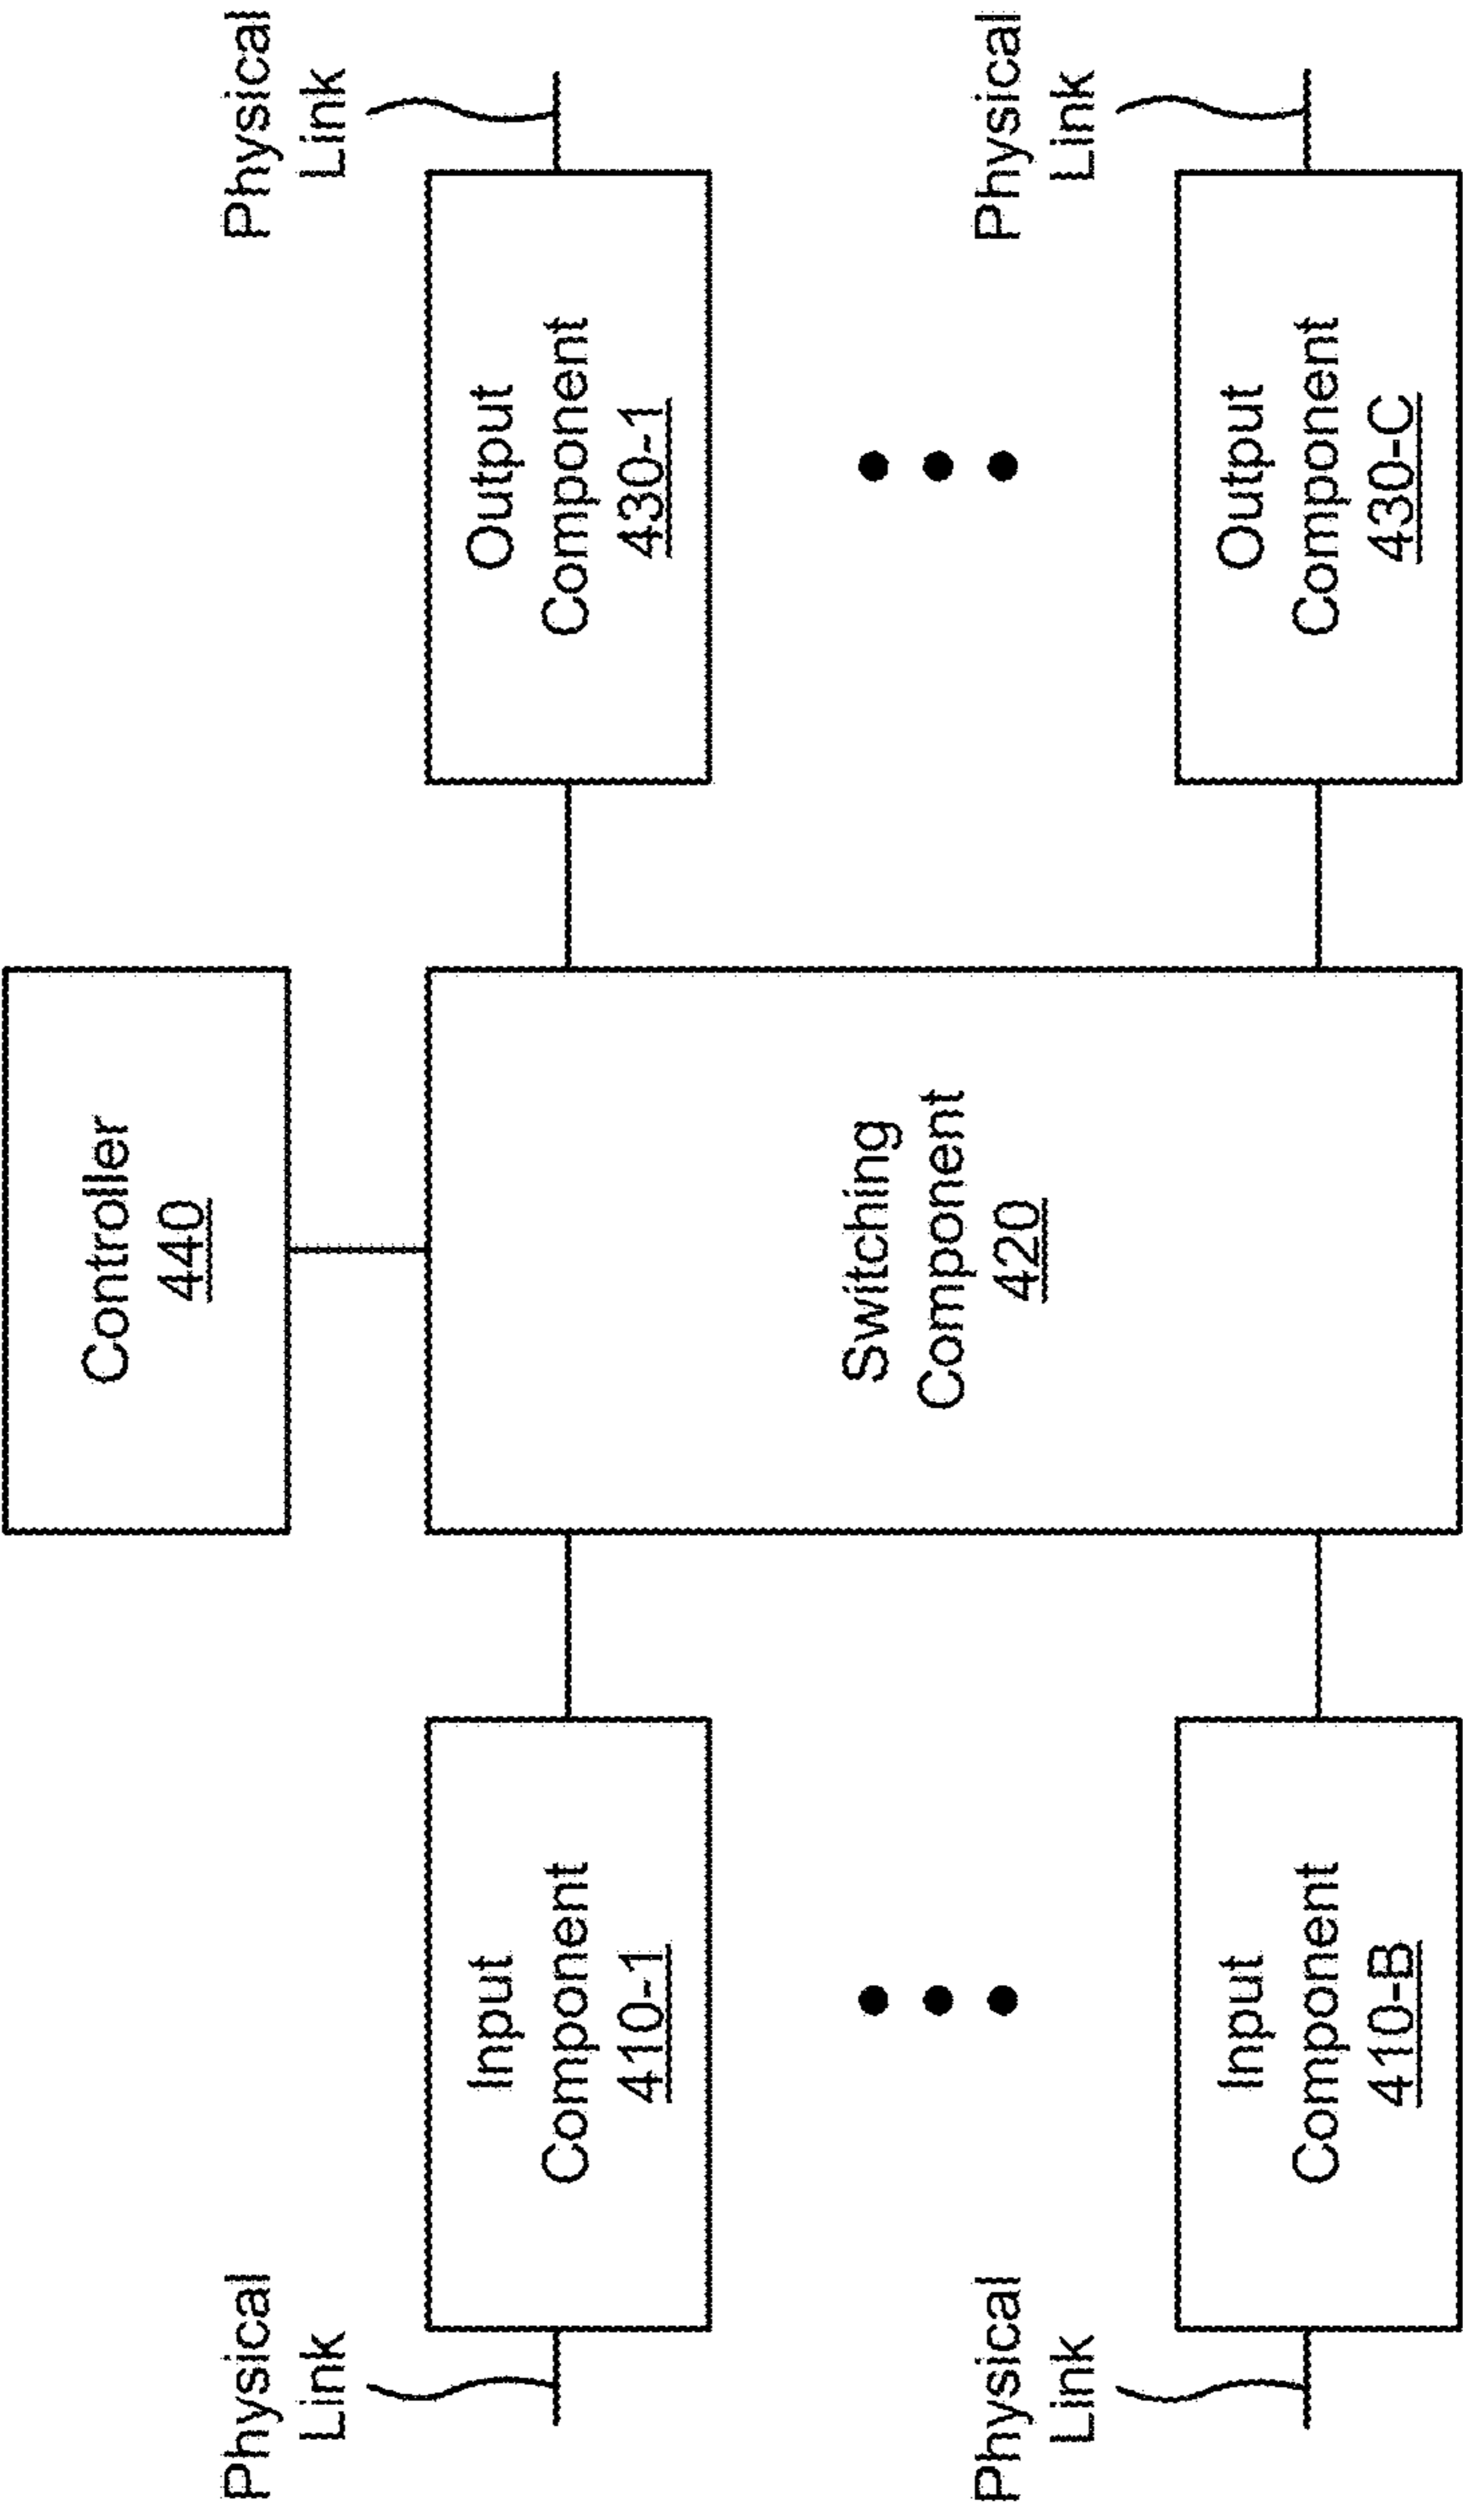 Controller
440
Physical
Link
Input
Component
410-1
Physical
Link
Input
Component
410-B
Switching
Component
420
Physical
Link
Output
Component
430-1
Physical
Link
Output
Component
430-C